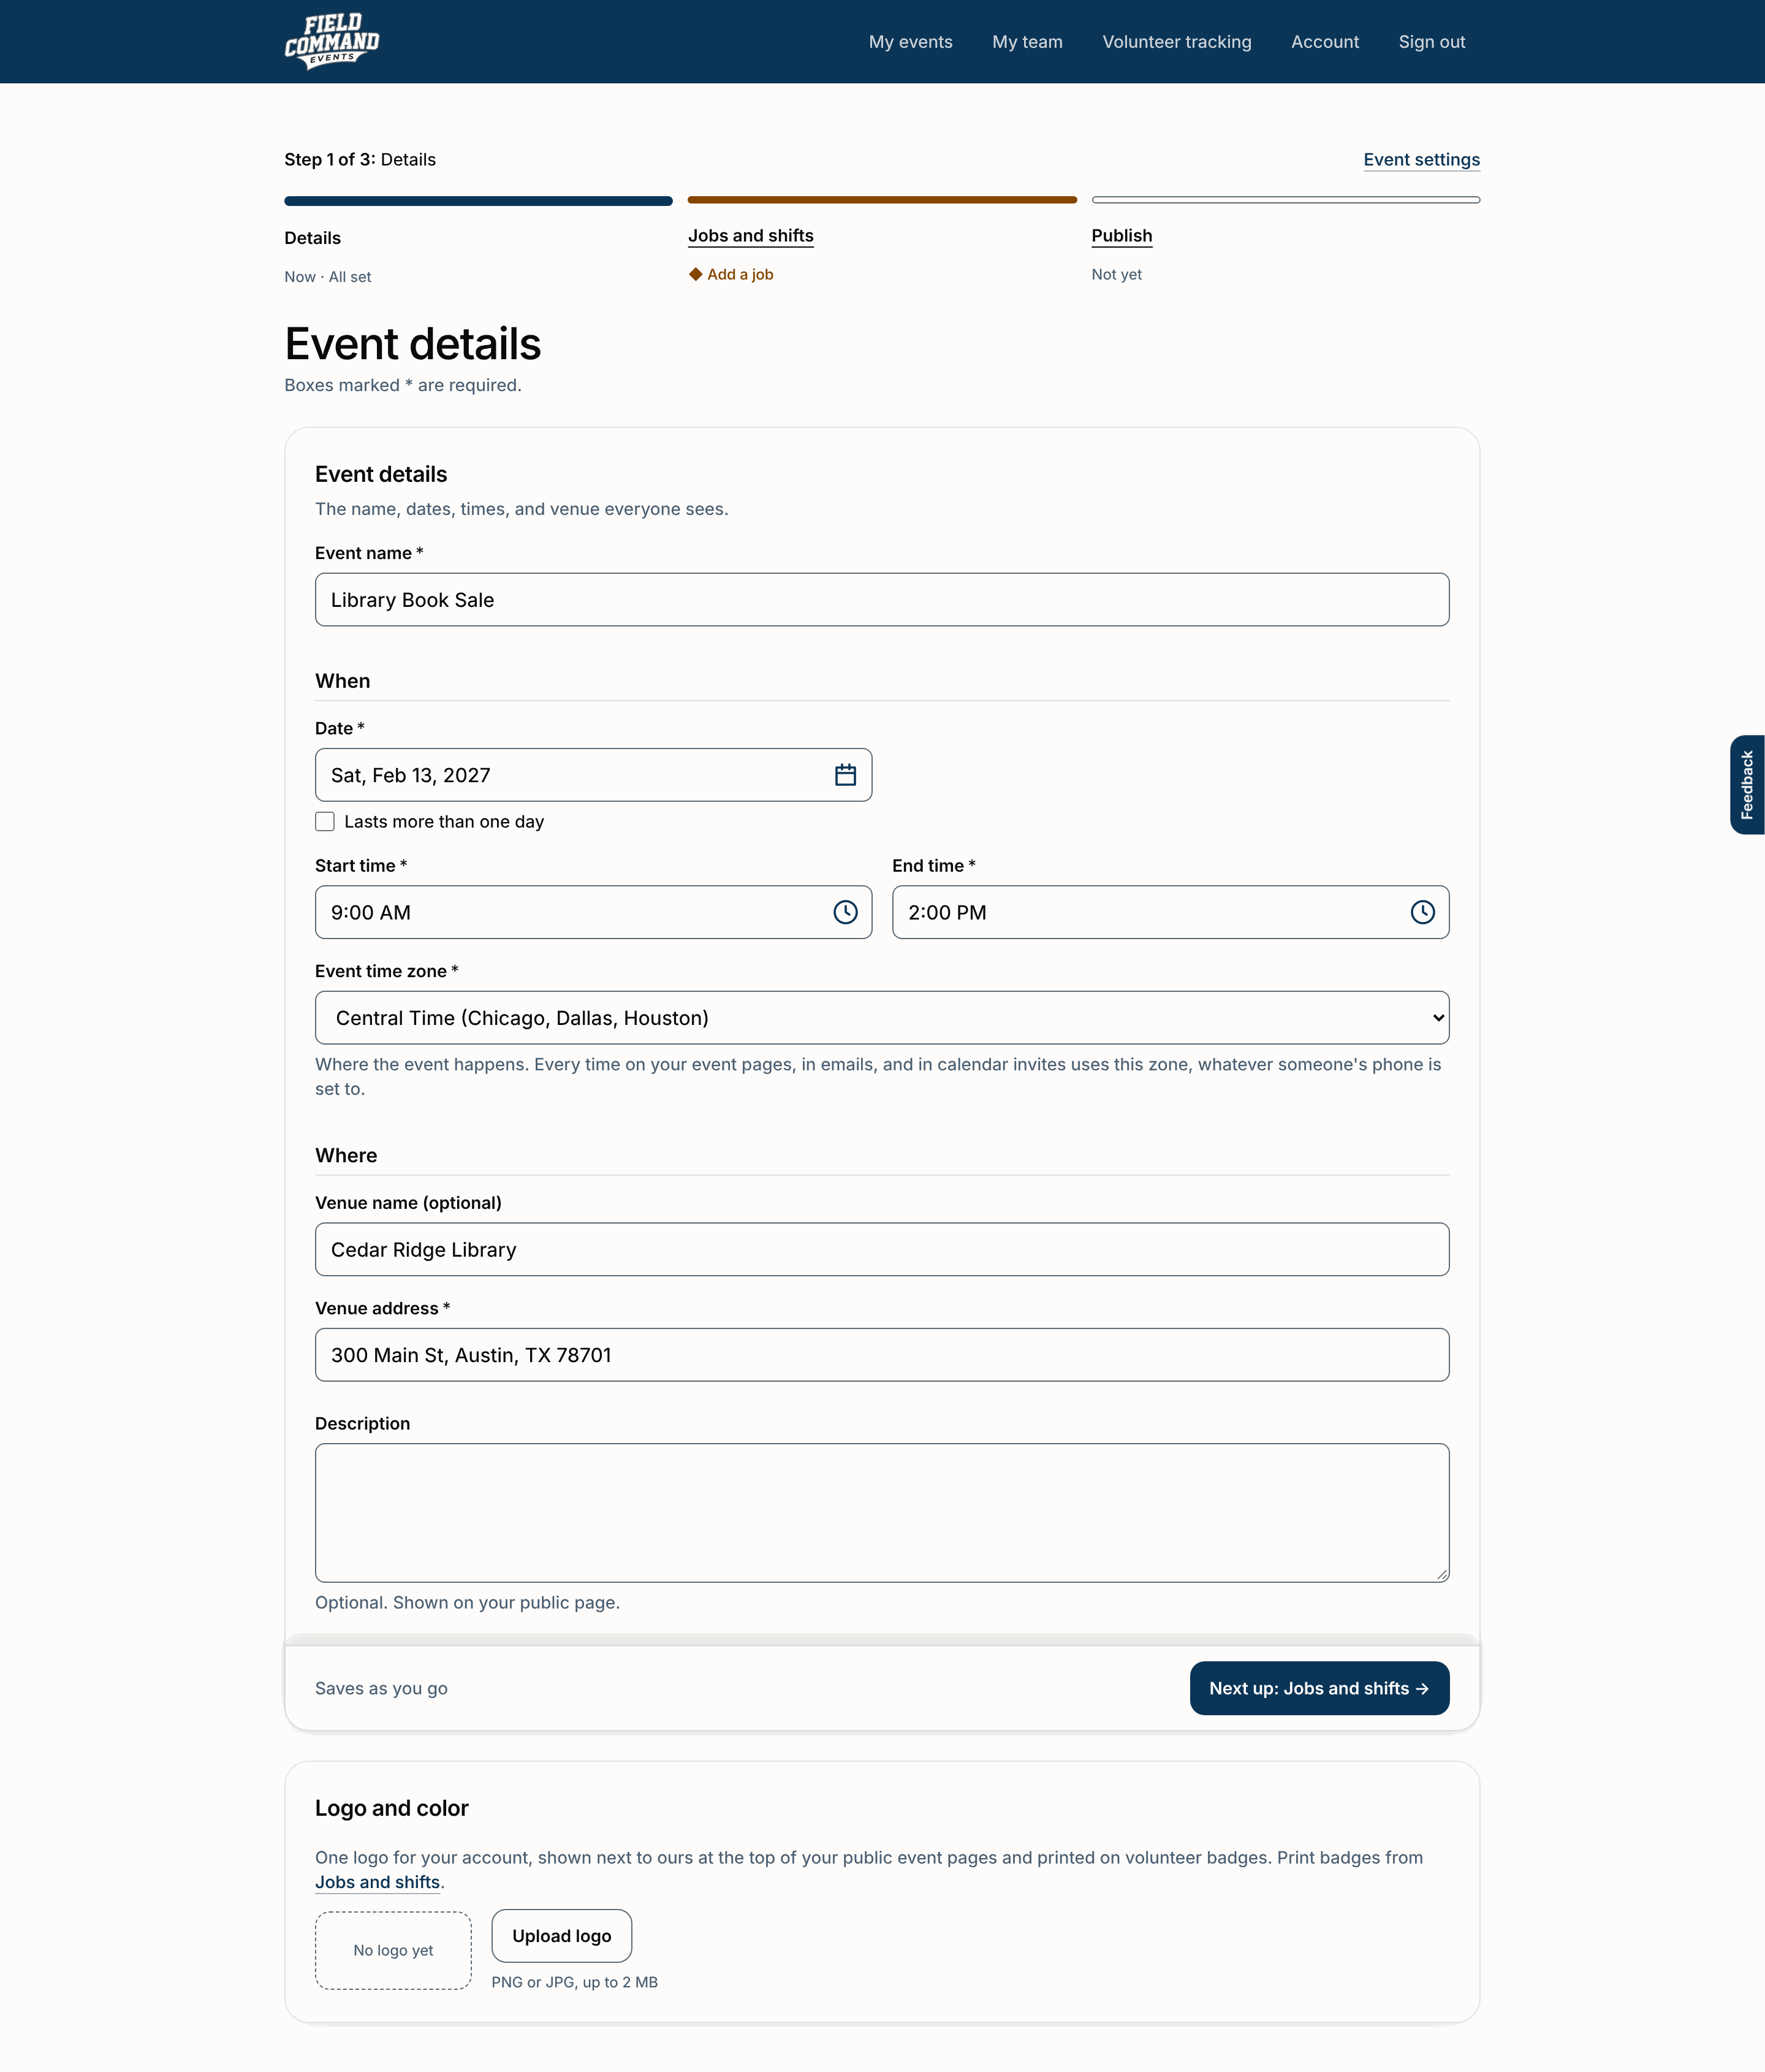 FIELD
COMMAND
EVENTS
My events
My team
Volunteer tracking
Account
Sign out
Step 1 of 3: Details
Event settings
Details
Now · All set
Jobs and shifts
◆ Add a job
Publish
Not yet
Event details
Boxes marked * are required.
Event details
The name, dates, times, and venue everyone sees.
Event name *
Library Book Sale
When
Date *
Sat, Feb 13, 2027
Lasts more than one day
Start time *
9:00 AM
End time *
2:00 PM
Event time zone *
Central Time (Chicago, Dallas, Houston)
Where the event happens. Every time on your event pages, in emails, and in calendar invites uses this zone, whatever someone's phone is
set to.
Where
Venue name (optional)
Cedar Ridge Library
Venue address *
300 Main St, Austin, TX 78701
Description
Optional. Shown on your public page.
Saves as you go
Next up: Jobs and shifts →
Logo and color
One logo for your account, shown next to ours at the top of your public event pages and printed on volunteer badges. Print badges from
Jobs and shifts.
No logo yet
Upload logo
PNG or JPG, up to 2 MB
Feedback